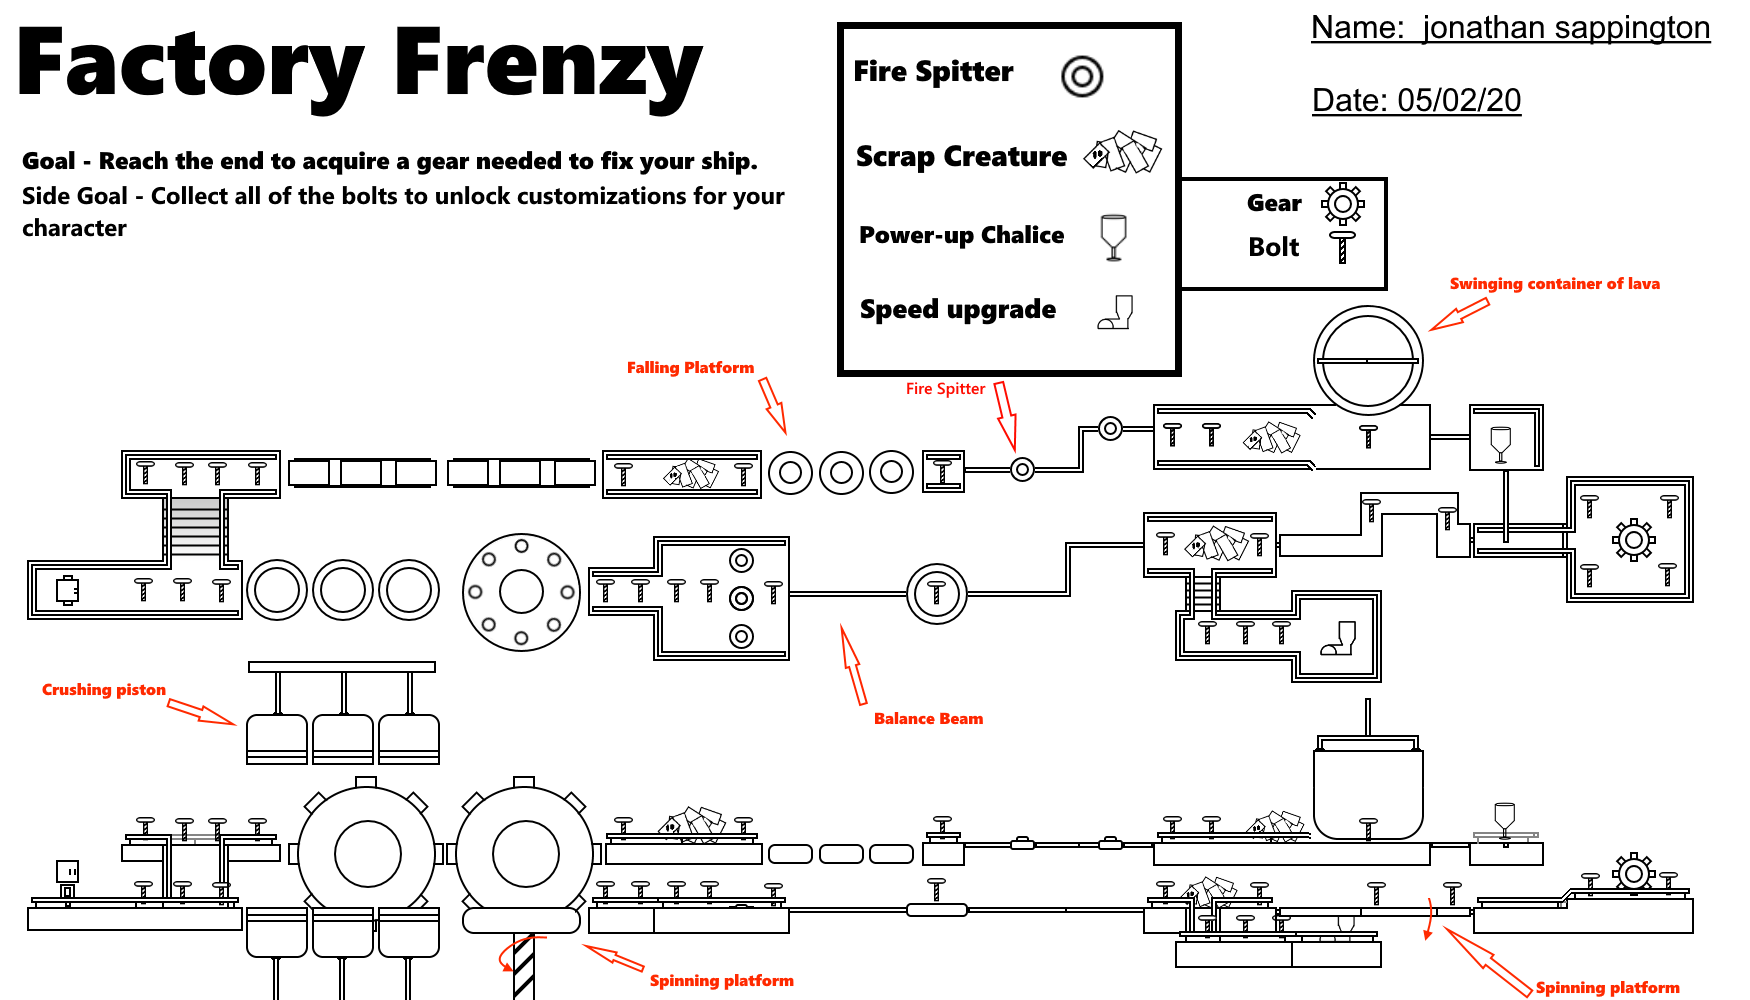 Factory Frenzy
Name:  jonathan sappington
Date: 05/02/20
Goal - Reach the end to acquire a gear needed to fix your ship.
Side Goal - Collect all of the bolts to unlock customizations for your
character
Fire Spitter
Scrap Creature
Power-up Chalice
Speed upgrade
Gear
Bolt
Swinging container of lava
Falling Platform
Fire Spitter
Crushing piston
Balance Beam
Spinning platform
Spinning platform